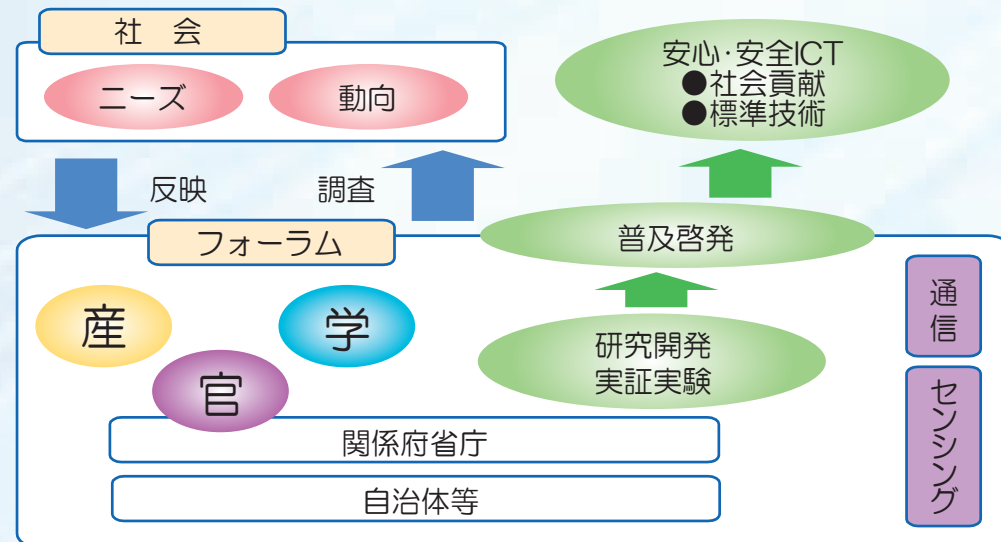 社 会
ニーズ
動向
安心・安全ICT
●社会貢献
●標準技術
反映
調査
フォーラム
普及啓発
産
学
官
研究開発
実証実験
通信
センシング
関係府省庁
自治体等